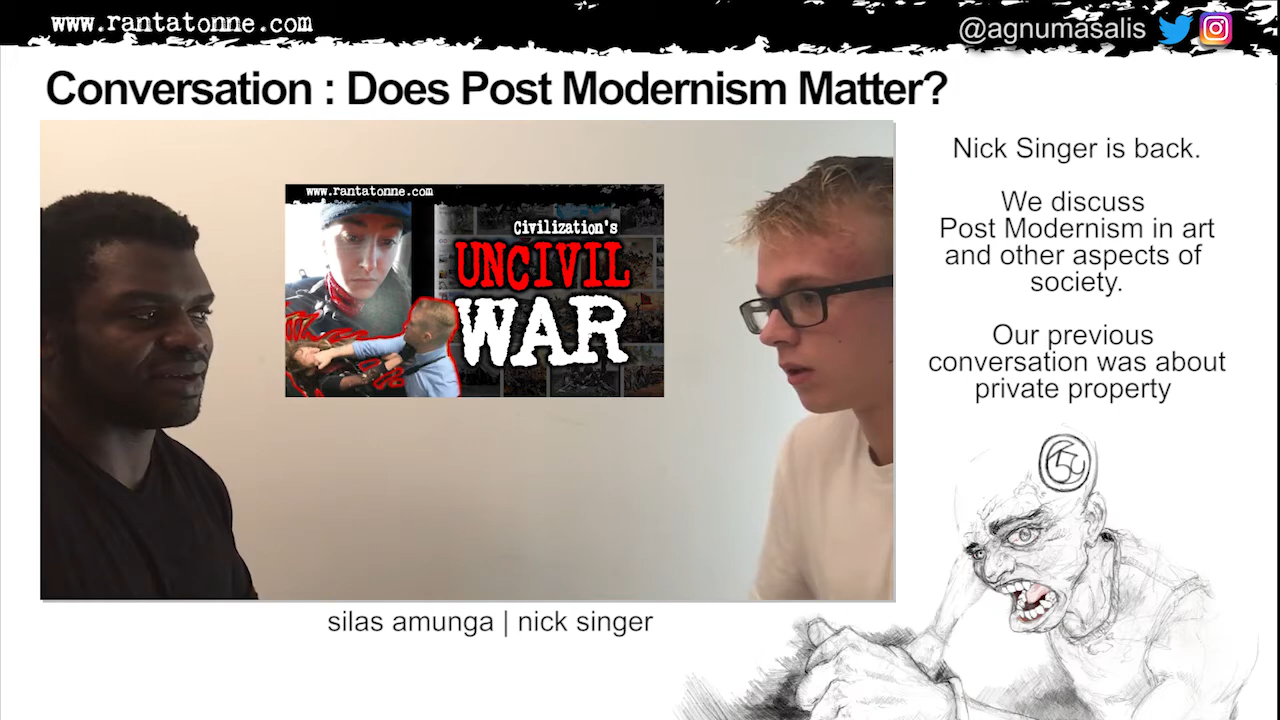 www.rantatonne.com
@agnumasalis
Conversation : Does Post Modernism Matter?
www.rantatonne.com
Civilization's
UNCIVIL
WAR
Nick Singer is back.
We discuss
Post Modernism in art
and other aspects of
society.
Our previous
conversation was about
private property
silas amunga | nick singer